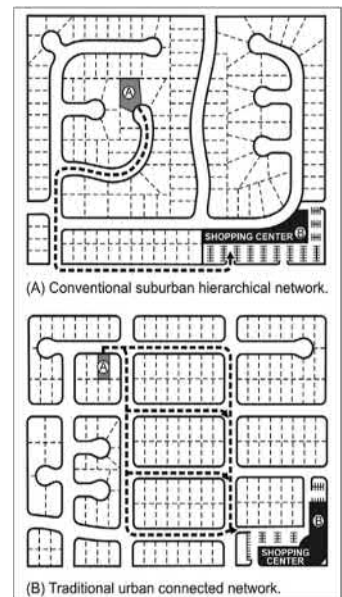 A
SHOPPING CENTER B
(A) Conventional suburban hierarchical network.
A
B
SHOPPING
CENTER
(B) Traditional urban connected network.